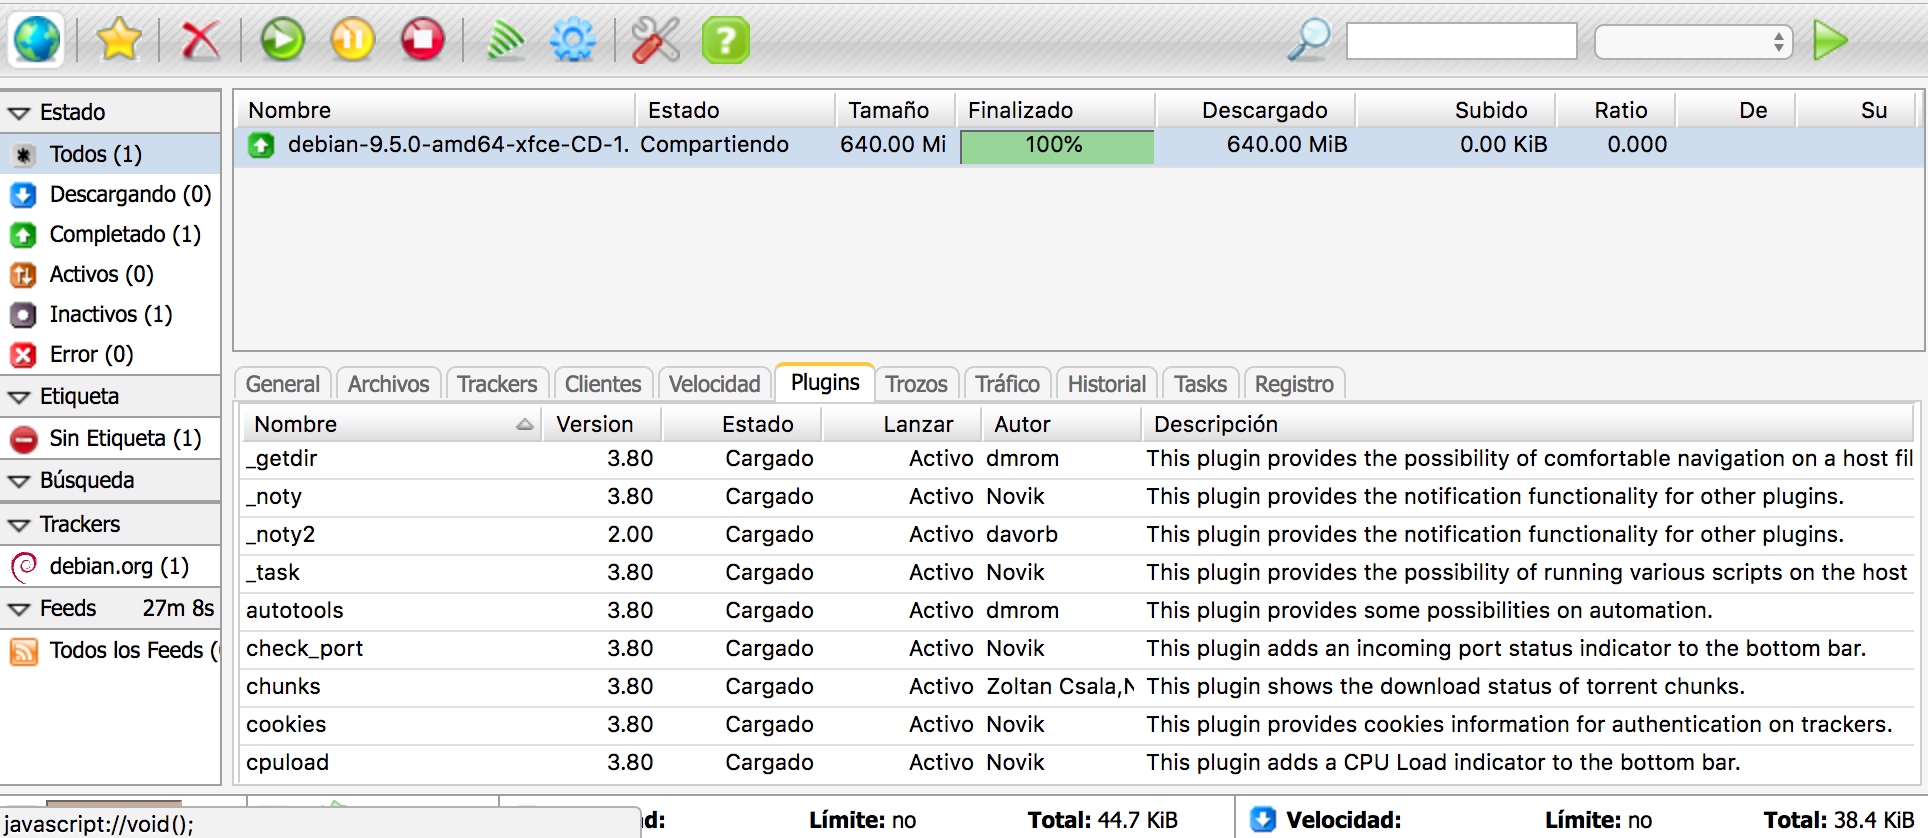 Estado
Todos (1)
Descargando (0)
Completado (1)
Activos (0)
Inactivos (1)
Error (0)
Etiqueta
Sin Etiqueta (1)
Búsqueda
Trackers
debian.org (1)
Feeds 27m 8s
Todos los Feeds (
Nombre Estado Tamaño Finalizado Descargado Subido Ratio De Su
debian-9.5.0-amd64-xfce-CD-1. Compartiendo 640.00 Mi 100% 640.00 MiB 0.00 KiB 0.000
General Archivos Trackers Clientes Velocidad Plugins Trozos Tráfico Historial Tasks Registro
Nombre Version Estado Lanzar Autor Descripción
_getdir 3.80 Cargado Activo dmrom This plugin provides the possibility of comfortable navigation on a host fil
_noty 3.80 Cargado Activo Novik This plugin provides the notification functionality for other plugins.
_noty2 2.00 Cargado Activo davorb This plugin provides the notification functionality for other plugins.
_task 3.80 Cargado Activo Novik This plugin provides the possibility of running various scripts on the host
autotools 3.80 Cargado Activo dmrom This plugin provides some possibilities on automation.
check_port 3.80 Cargado Activo Novik This plugin adds an incoming port status indicator to the bottom bar.
chunks 3.80 Cargado Activo Zoltan Csala,N This plugin shows the download status of torrent chunks.
cookies 3.80 Cargado Activo Novik This plugin provides cookies information for authentication on trackers.
cpuload 3.80 Cargado Activo Novik This plugin adds a CPU Load indicator to the bottom bar.
javascript://void(); d: Límite: no Total: 44.7 KiB Velocidad: Límite: no Total: 38.4 KiB